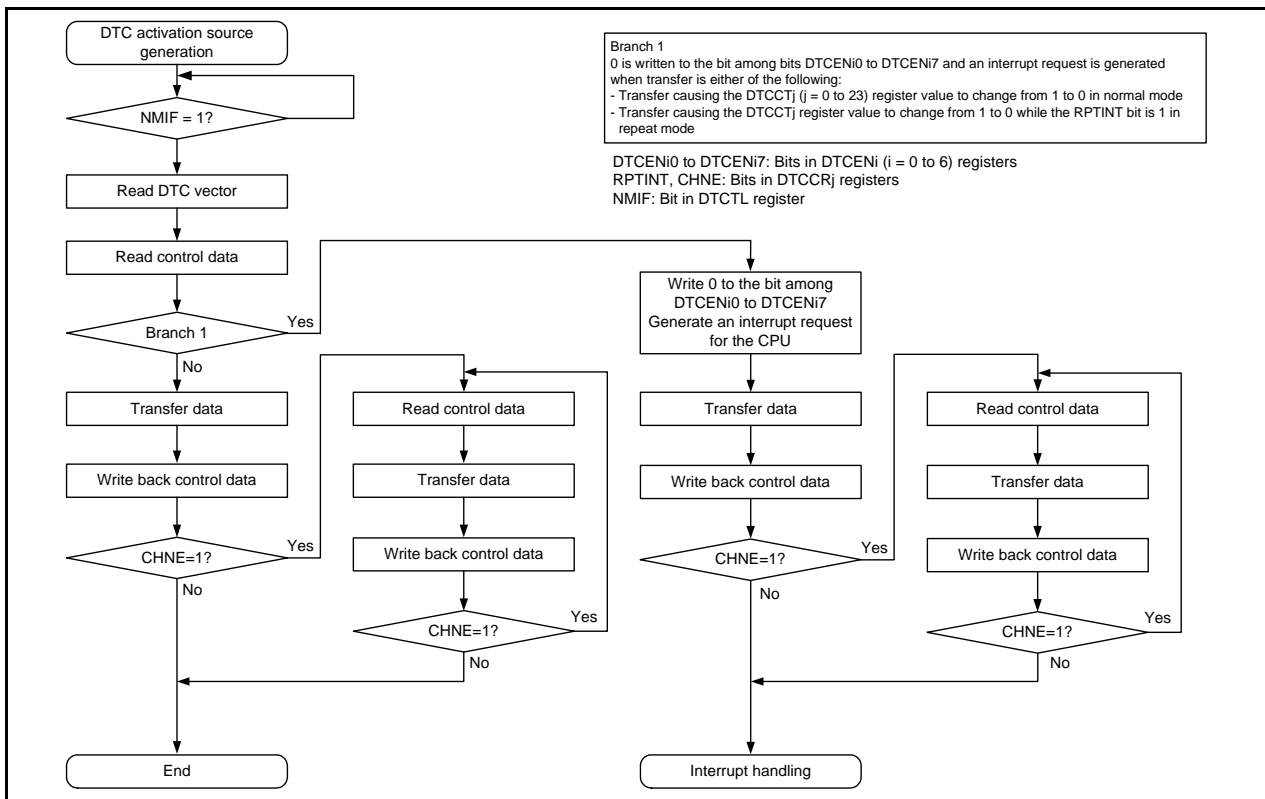 DTC activation source
generation
NMIF = 1?
Read DTC vector
Read control data
Branch 1
Yes
No
Transfer data
Write back control data
CHNE=1?
Yes
No
Read control data
Transfer data
Write back control data
CHNE=1?
Yes
No
End
Branch 1
0 is written to the bit among bits DTCENi0 to DTCENi7 and an interrupt request is generated
when transfer is either of the following:
- Transfer causing the DTCCTj (j = 0 to 23) register value to change from 1 to 0 in normal mode
- Transfer causing the DTCCTj register value to change from 1 to 0 while the RPTINT bit is 1 in
repeat mode
DTCENi0 to DTCENi7: Bits in DTCENi (i = 0 to 6) registers
RPTINT, CHNE: Bits in DTCCRj registers
NMIF: Bit in DTCTL register
Write 0 to the bit among
DTCENi0 to DTCENi7
Generate an interrupt request
for the CPU
Transfer data
Write back control data
CHNE=1?
Yes
No
Read control data
Transfer data
Write back control data
CHNE=1?
Yes
No
Interrupt handling